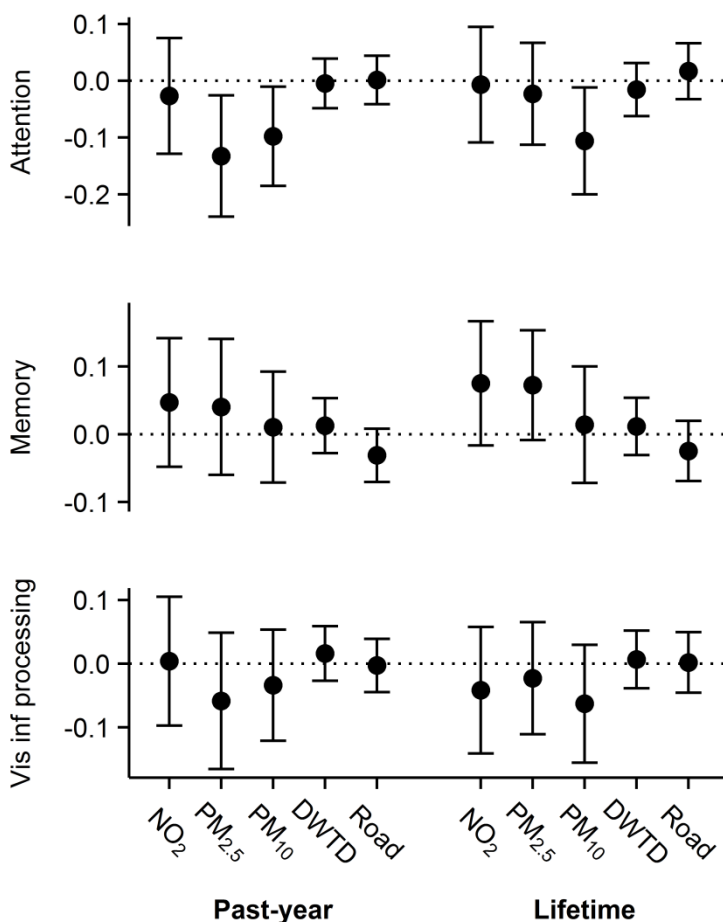 Attention
0.1
0.0
-0.1
-0.2
Memory
0.1
0.0
-0.1
Vis inf processing
0.1
0.0
-0.1
NO₂ PM₂.₅ PM₁₀ DWTD Road NO₂ PM₂.₅ PM₁₀ DWTD Road
Past-year Lifetime